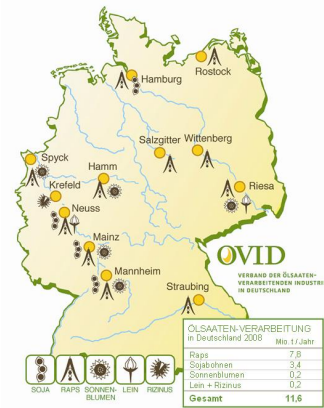 Rostock
Hamburg
Salzgitter
Wittenberg
Spyck
Hamm
Riesa
Krefeld
Neuss
Mainz
Mannheim
Straubing
OVID
VERBAND DER ÖLSAATEN-
VERARBEITENDEN INDUSTRI
IN DEUTSCHLAND
ÖLSAATEN-VERARBEITUNG
in Deutschland 2008
Mio. t / Jahr
Raps 7,8
Sojabohnen 3,4
Sonnenblumen 0,2
Lein + Rizinus 0,2
Gesamt 11,6
SOJA
RAPS
SONNEN-
BLUMEN
LEIN
RIZINUS